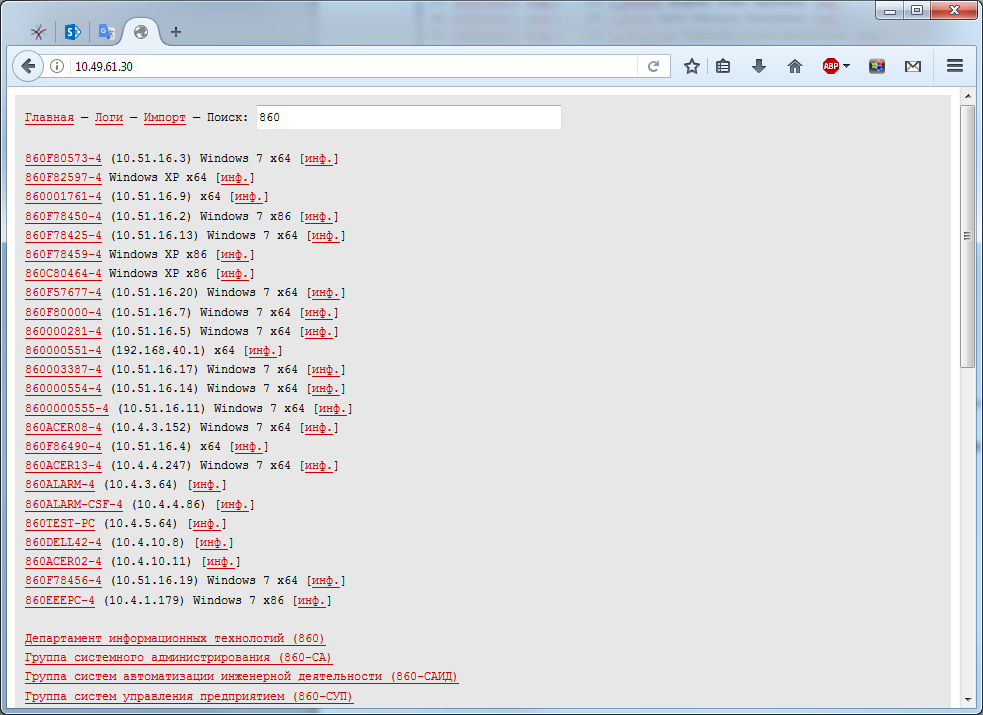 10.49.61.30
Главная — Логи — Импорт — Поиск: 860
860F80573-4 (10.51.16.3) Windows 7 x64 [инф.]
860F82597-4 Windows XP x64 [инф.]
860001761-4 (10.51.16.9) x64 [инф.]
860F78450-4 (10.51.16.2) Windows 7 x86 [инф.]
860F78425-4 (10.51.16.13) Windows 7 x64 [инф.]
860F78459-4 Windows XP x86 [инф.]
860C80464-4 Windows XP x86 [инф.]
860F57677-4 (10.51.16.20) Windows 7 x64 [инф.]
860F80000-4 (10.51.16.7) Windows 7 x64 [инф.]
860000281-4 (10.51.16.5) Windows 7 x64 [инф.]
860000551-4 (192.168.40.1) x64 [инф.]
860003387-4 (10.51.16.17) Windows 7 x64 [инф.]
860000554-4 (10.51.16.14) Windows 7 x64 [инф.]
8600000555-4 (10.51.16.11) Windows 7 x64 [инф.]
860ACER08-4 (10.4.3.152) Windows 7 x64 [инф.]
860F86490-4 (10.51.16.4) x64 [инф.]
860ACER13-4 (10.4.4.247) Windows 7 x64 [инф.]
860ALARM-4 (10.4.3.64) [инф.]
860ALARM-CSF-4 (10.4.4.86) [инф.]
860TEST-PC (10.4.5.64) [инф.]
860DELL42-4 (10.4.10.8) [инф.]
860ACER02-4 (10.4.10.11) [инф.]
860F78456-4 (10.51.16.19) Windows 7 x64 [инф.]
860EEEPC-4 (10.4.1.179) Windows 7 x86 [инф.]
Департамент информационных технологий (860)
Группа системного администрирования (860-СА)
Группа систем автоматизации инженерной деятельности (860-САИД)
Группа систем управления предприятием (860-СУП)